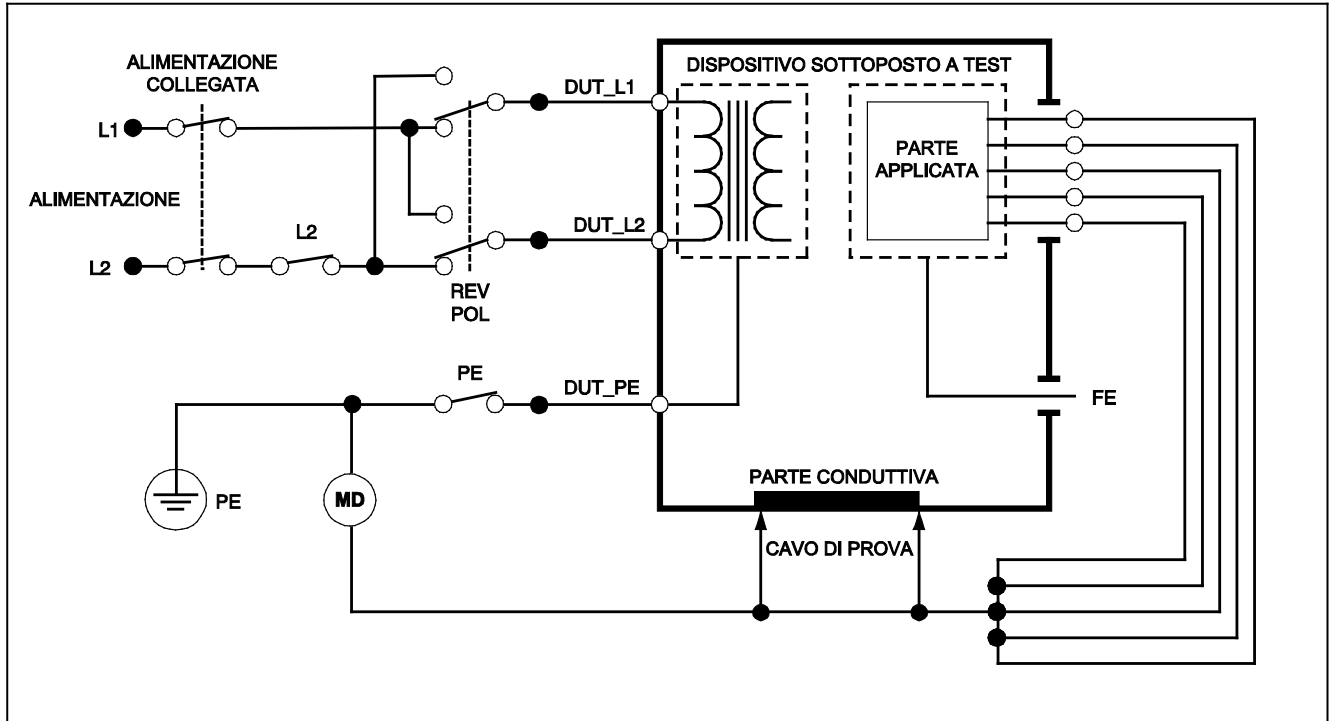 ALIMENTAZIONE
COLLEGATA
DISPOSITIVO SOTTOPOSTO A TEST
DUT_L1
L1
PARTE
APPLICATA
ALIMENTAZIONE
L2
DUT_L2
L2
REV
POL
PE
DUT_PE
FE
PARTE CONDUTTIVA
PE
MD
CAVO DI PROVA